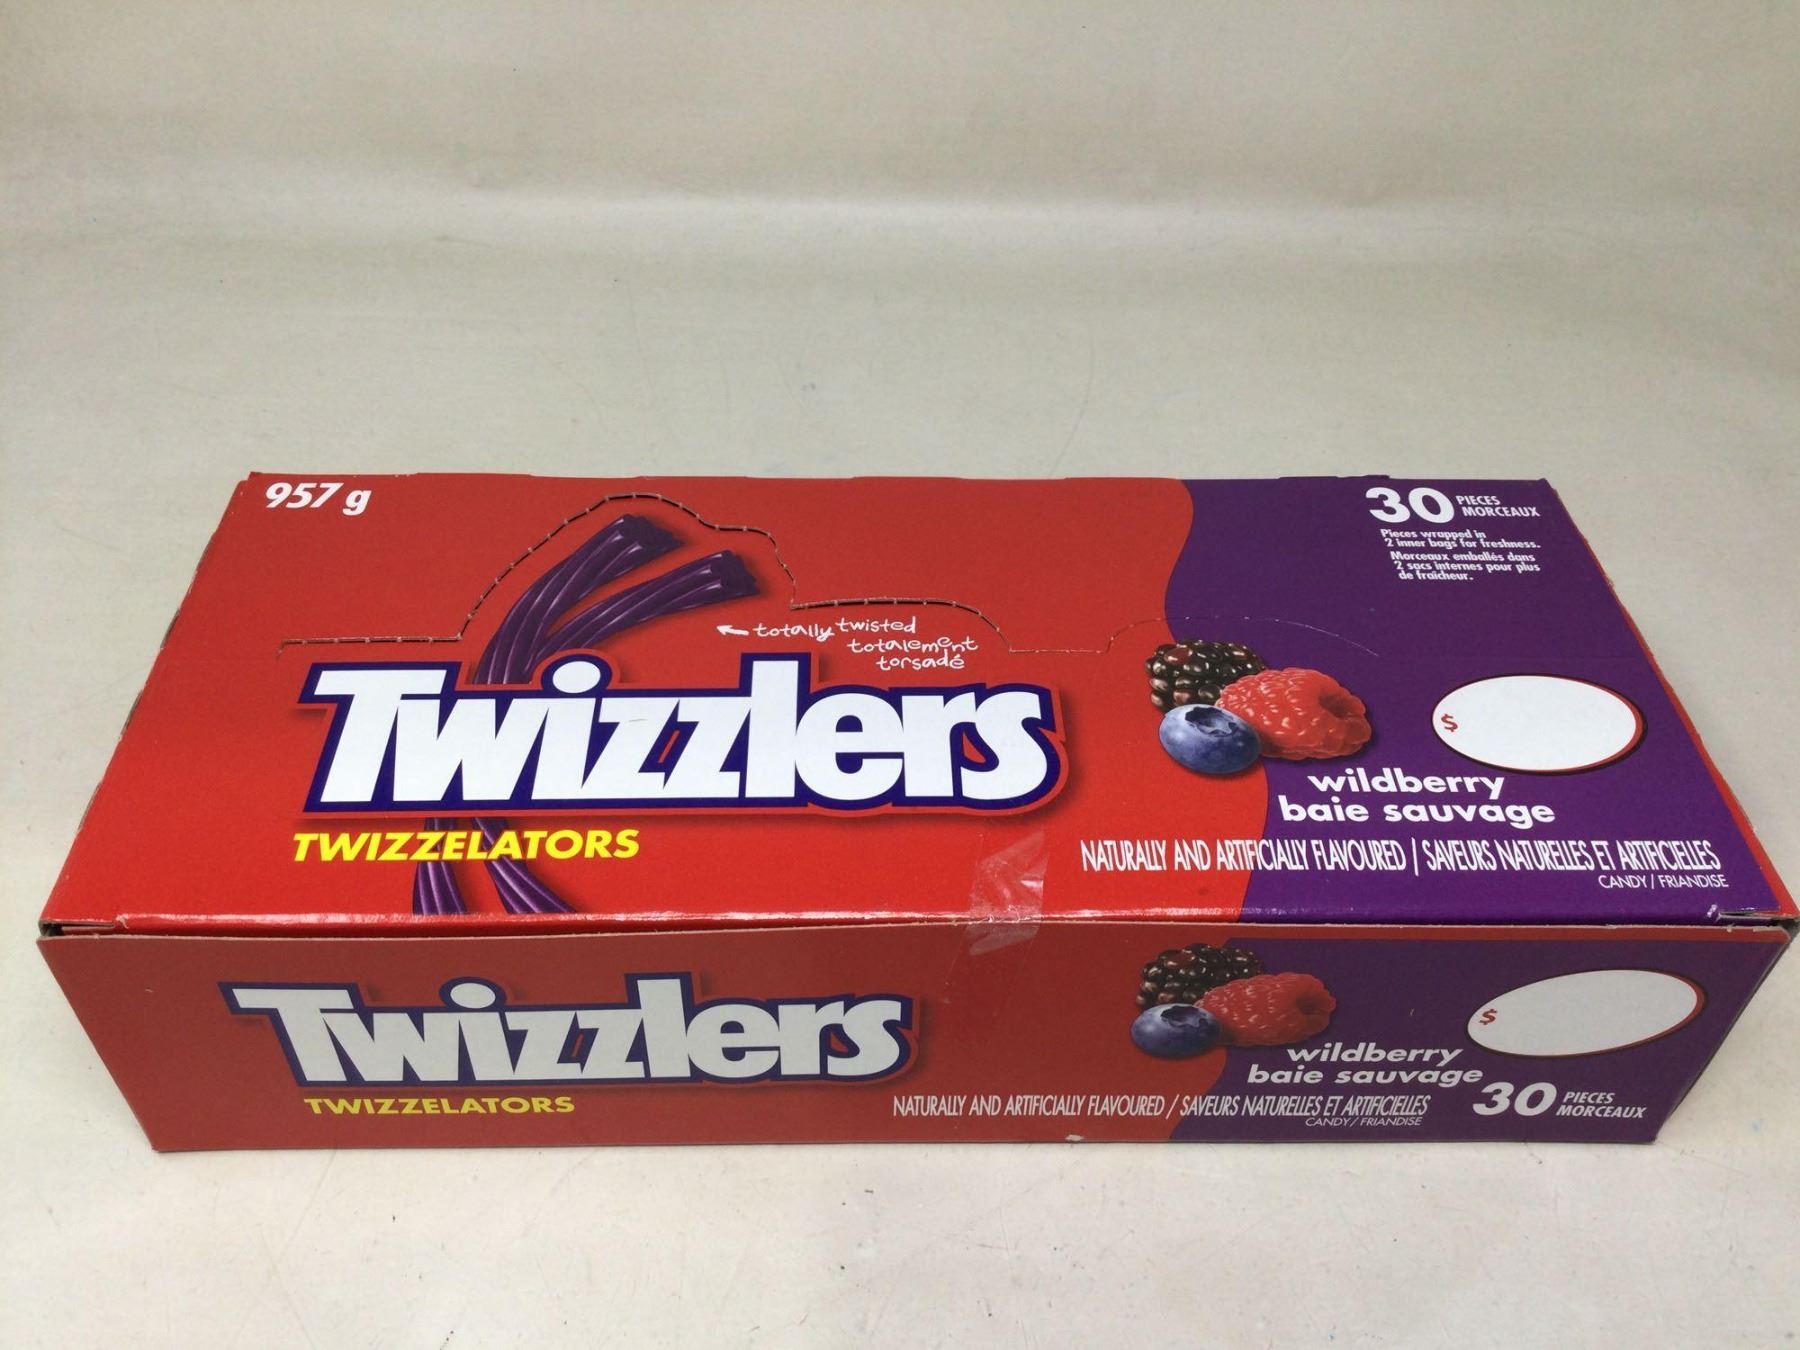 957 g
30 PIECES
MORCEAUX
Pieces wrapped in
2 inner bags for freshness.
Morceaux emballés dans
2 sacs internes pour plus
de fraîcheur.
totally twisted
totalement
torsadé
Twizzlers
TWIZZELATORS
$
wildberry
baie sauvage
NATURALLY AND ARTIFICIALLY FLAVOURED / SAVEURS NATURELLES ET ARTIFICIELLES
CANDY / FRIANDISE
Twizzlers
TWIZZELATORS
$
wildberry
baie sauvage
NATURALLY AND ARTIFICIALLY FLAVOURED / SAVEURS NATURELLES ET ARTIFICIELLES
CANDY / FRIANDISE
30 PIECES
MORCEAUX